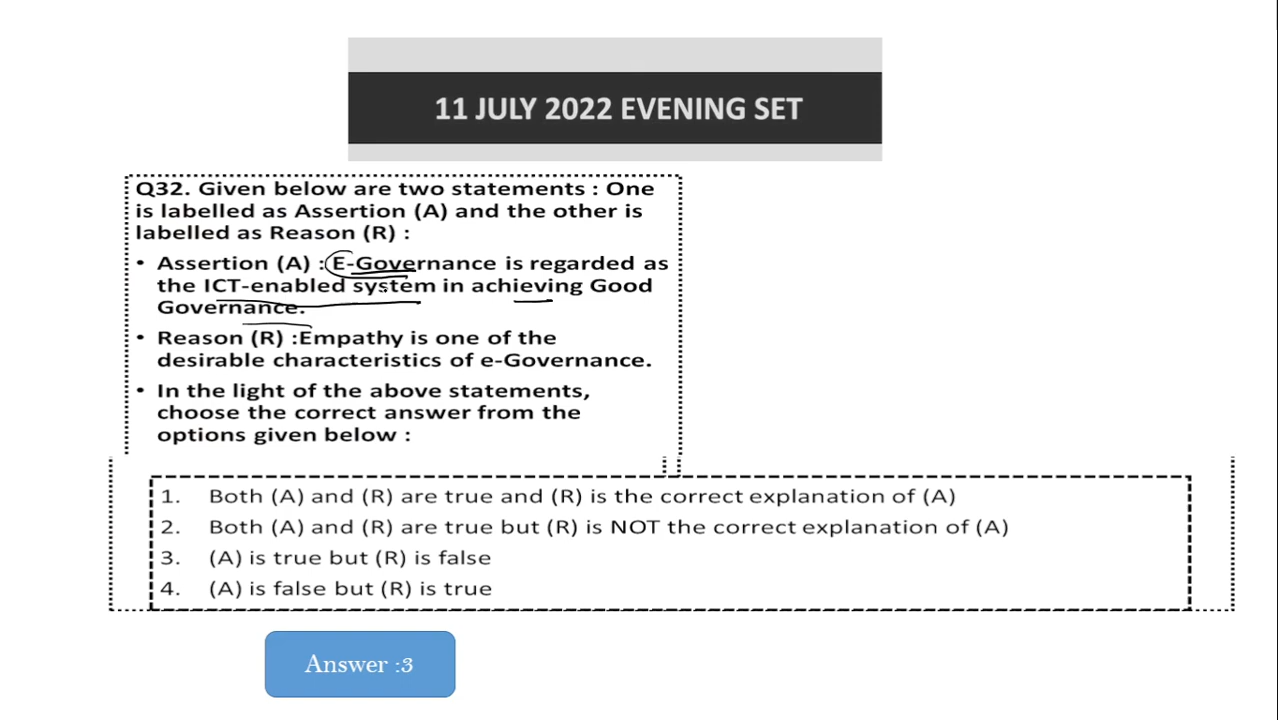 11 JULY 2022 EVENING SET
Q32. Given below are two statements : One
is labelled as Assertion (A) and the other is
labelled as Reason (R) :
• Assertion (A) : E-Governance is regarded as
the ICT-enabled system in achieving Good
Governance.
• Reason (R) :Empathy is one of the
desirable characteristics of e-Governance.
• In the light of the above statements,
choose the correct answer from the
options given below :
1. Both (A) and (R) are true and (R) is the correct explanation of (A)
2. Both (A) and (R) are true but (R) is NOT the correct explanation of (A)
3. (A) is true but (R) is false
4. (A) is false but (R) is true
Answer :3